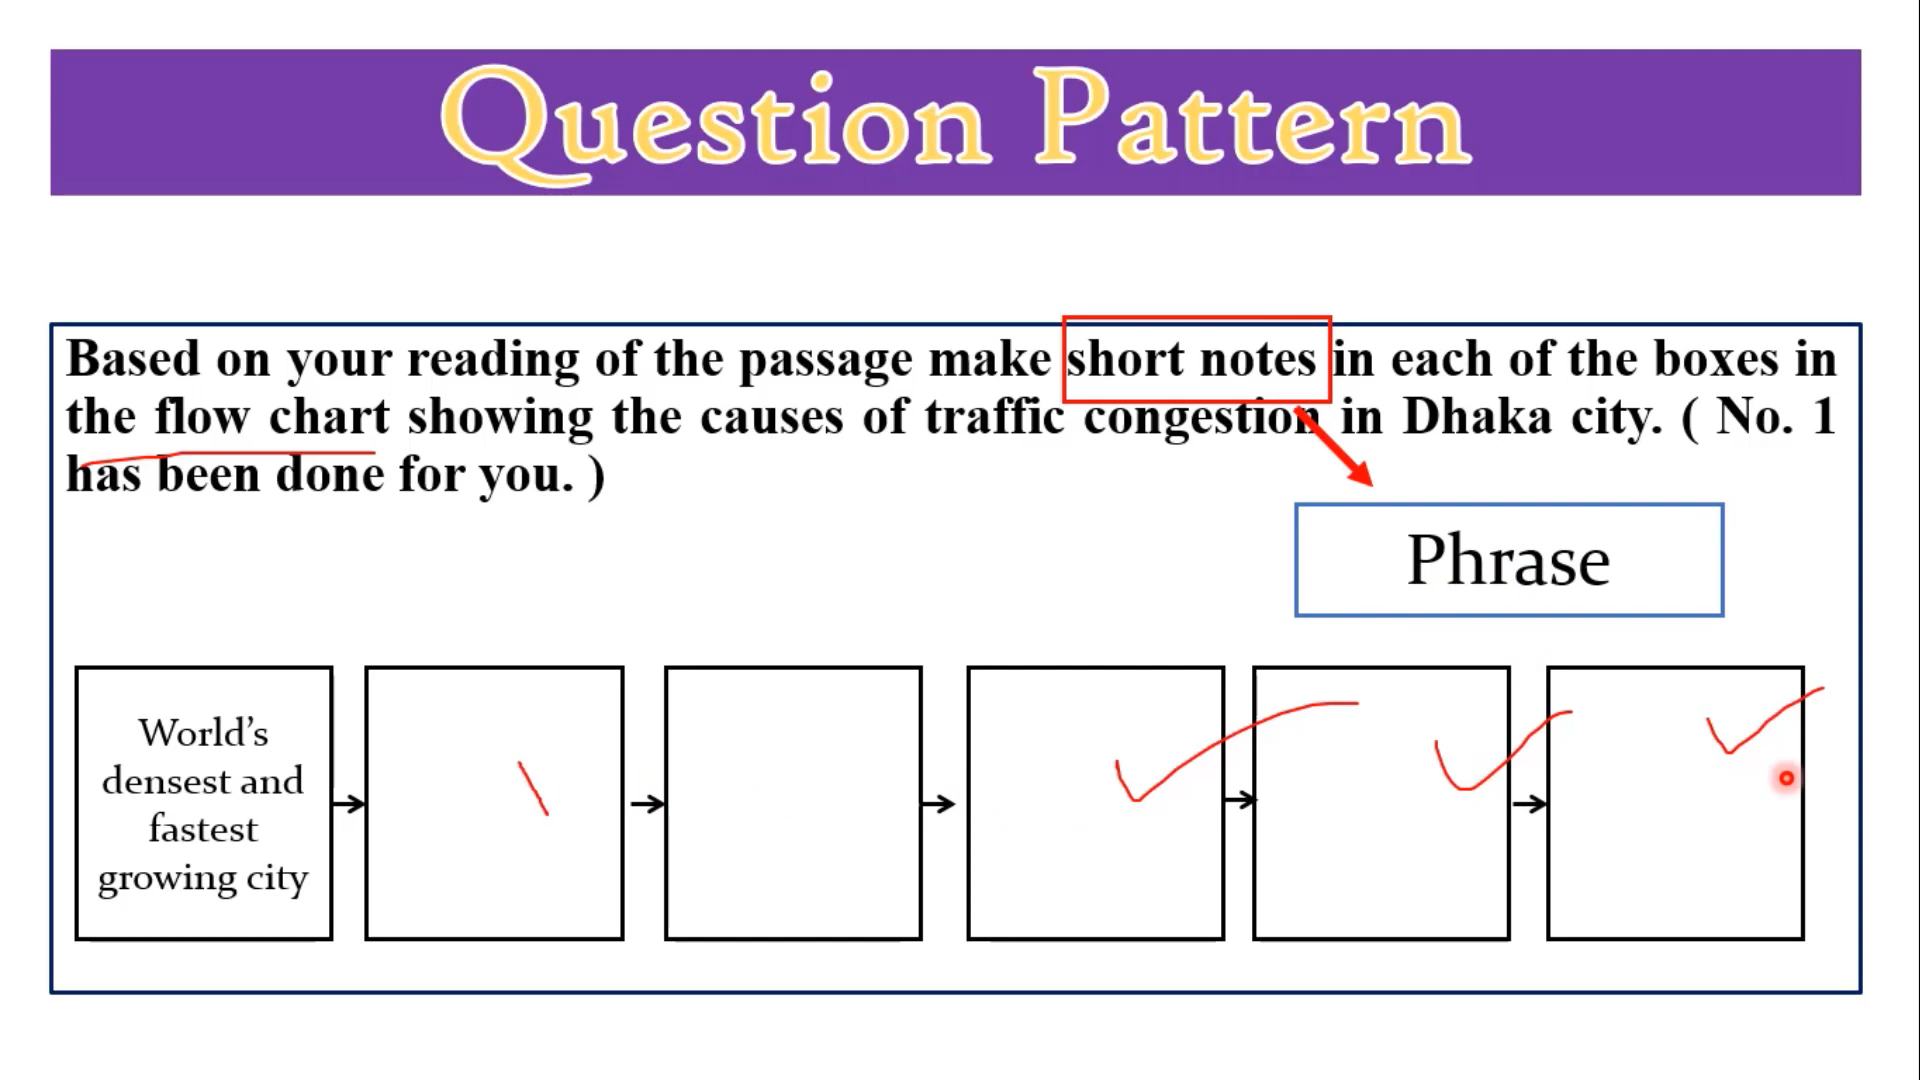 Question Pattern
Based on your reading of the passage make short notes in each of the boxes in
the flow chart showing the causes of traffic congestion in Dhaka city. ( No. 1
has been done for you. )
Phrase
World’s
densest and
fastest
growing city